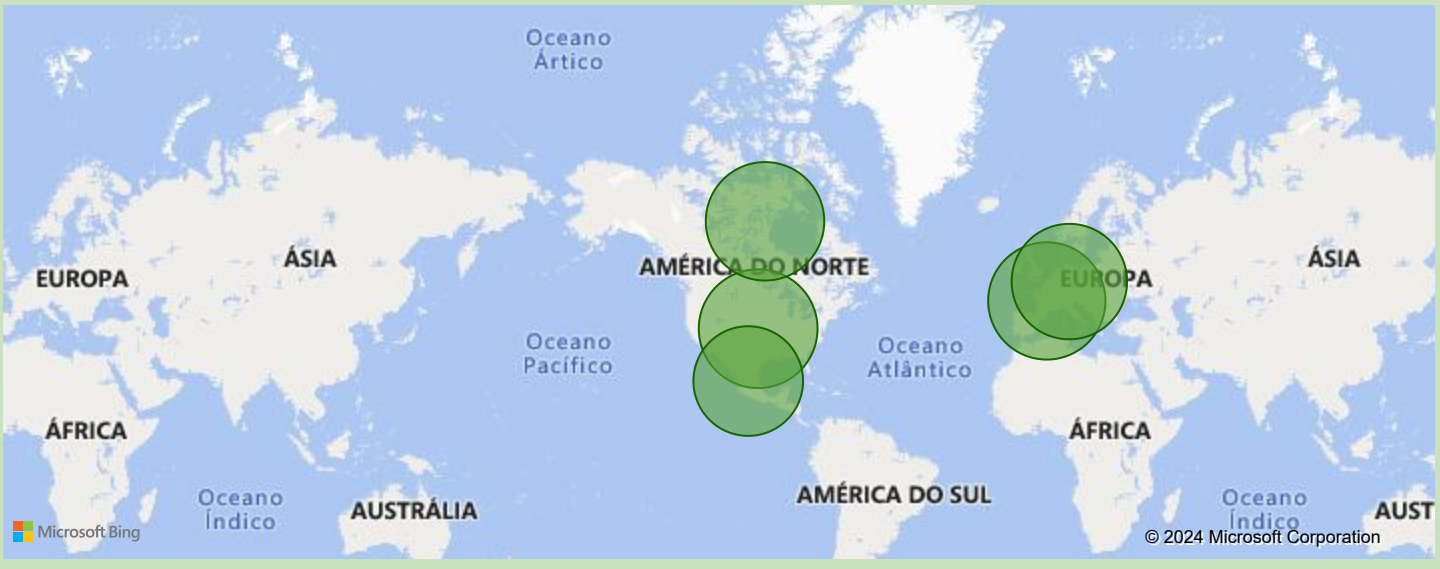 Oceano
Ártico
ÁSIA
EUROPA
AMÉRICA DO NORTE
EUROPA
ÁSIA
Oceano
Pacífico
Oceano
Atlântico
ÁFRICA
ÁFRICA
Oceano
Índico
AUSTRÁLIA
AMÉRICA DO SUL
Oceano
Índico
AUST
Microsoft Bing
© 2024 Microsoft Corporation